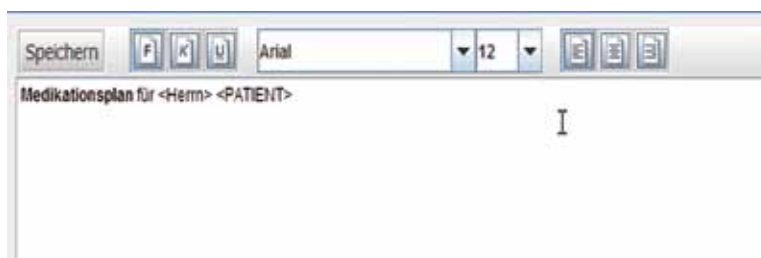 Speichern F K U Arial 12
Medikationsplan für <Herrn> <PATIENT>